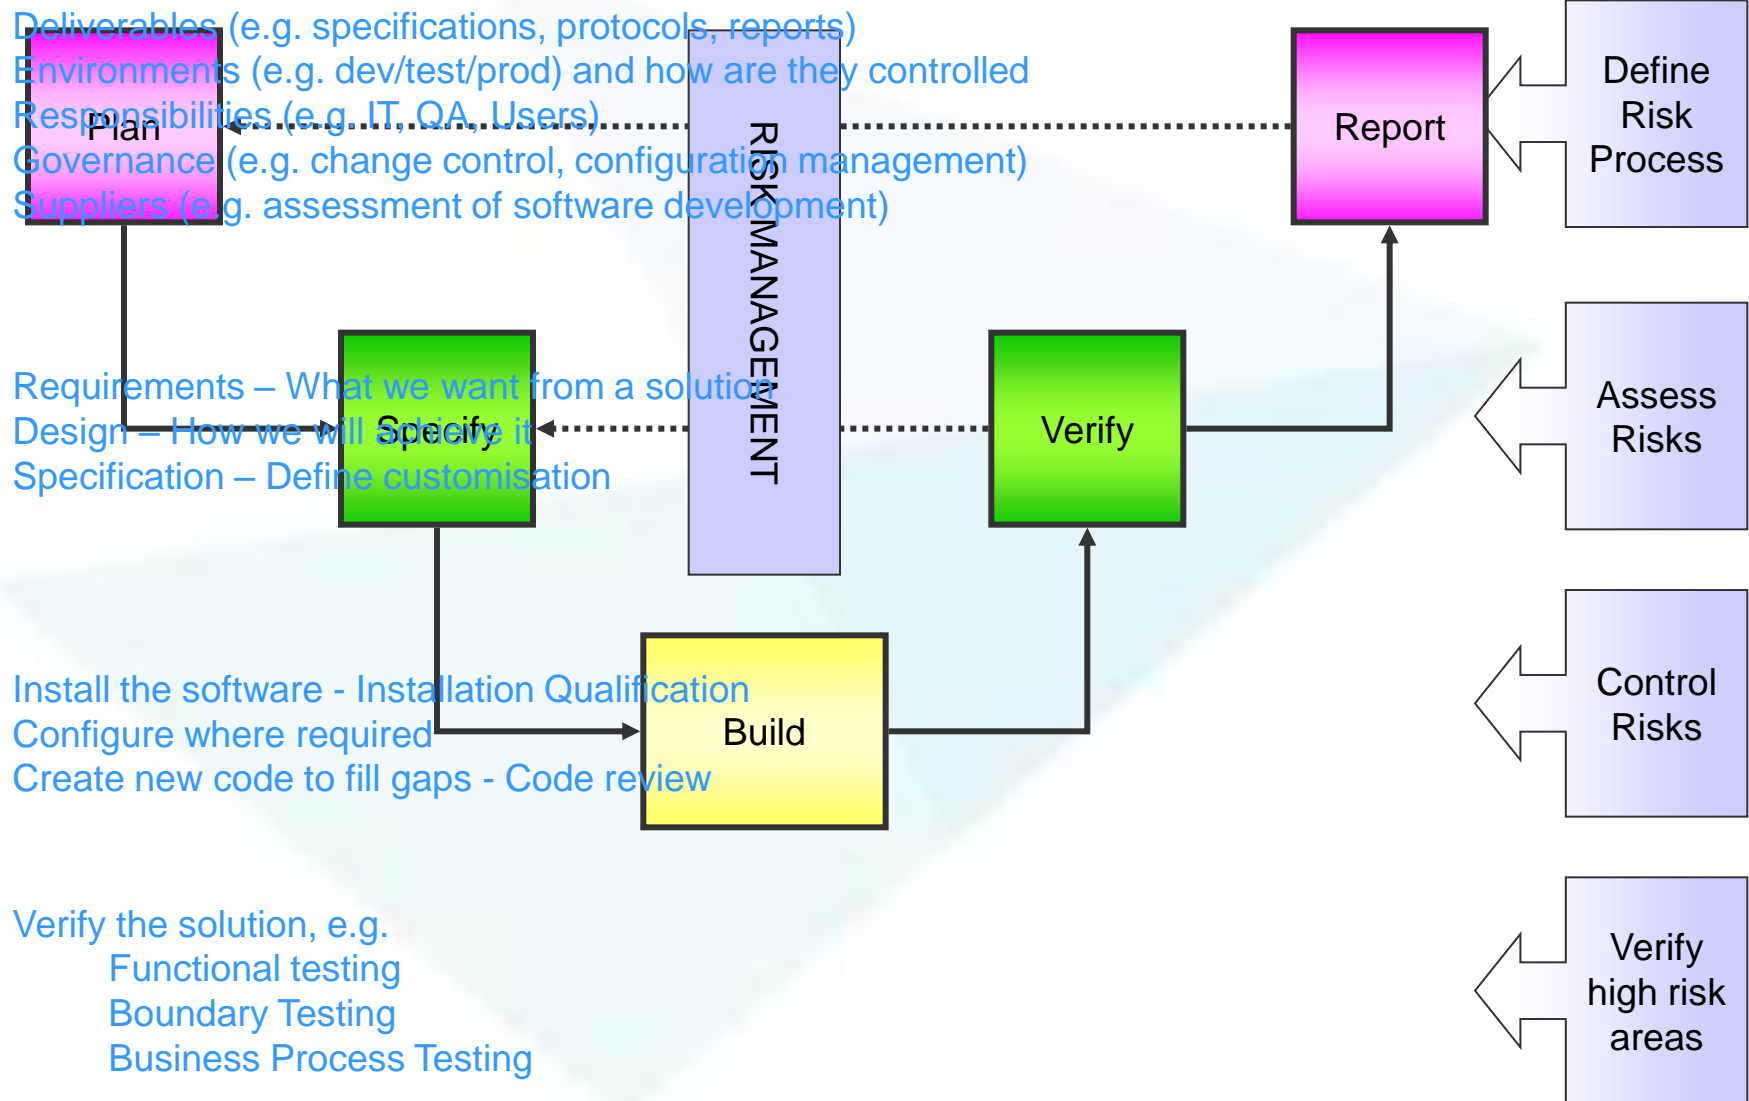 Deliverables (e.g. specifications, protocols, reports)
Environments (e.g. dev/test/prod) and how are they controlled
Responsibilities (e.g. IT, QA, Users)
Governance (e.g. change control, configuration management)
Suppliers (e.g. assessment of software development)
Plan
RISK MANAGEMENT
Report
Define
Risk
Process
Requirements – What we want from a solution
Design – How we will achieve it
Specification – Define customisation
Specify
Verify
Assess
Risks
Install the software - Installation Qualification
Configure where required
Create new code to fill gaps - Code review
Build
Control
Risks
Verify the solution, e.g.
Functional testing
Boundary Testing
Business Process Testing
Verify
high risk
areas